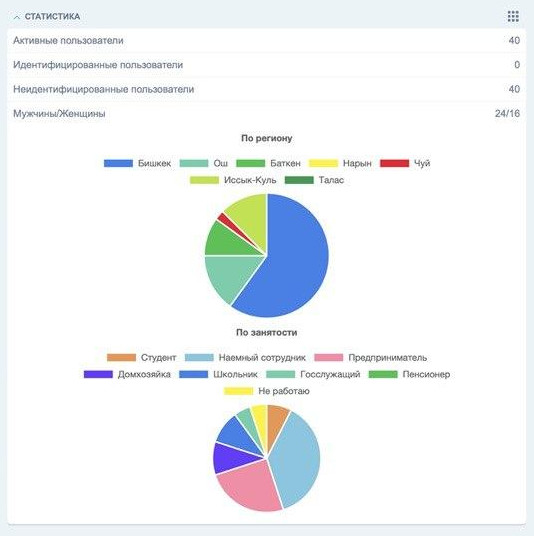 СТАТИСТИКА
Активные пользователи 40
Идентифицированные пользователи 0
Неидентифицированные пользователи 40
Мужчины/Женщины 24/16
По региону
Бишкек Ош Баткен Нарын Чуй
Иссык-Куль Талас
По занятости
Студент Наемный сотрудник Предприниматель
Домхозяйка Школьник Госслужащий Пенсионер
Не работаю